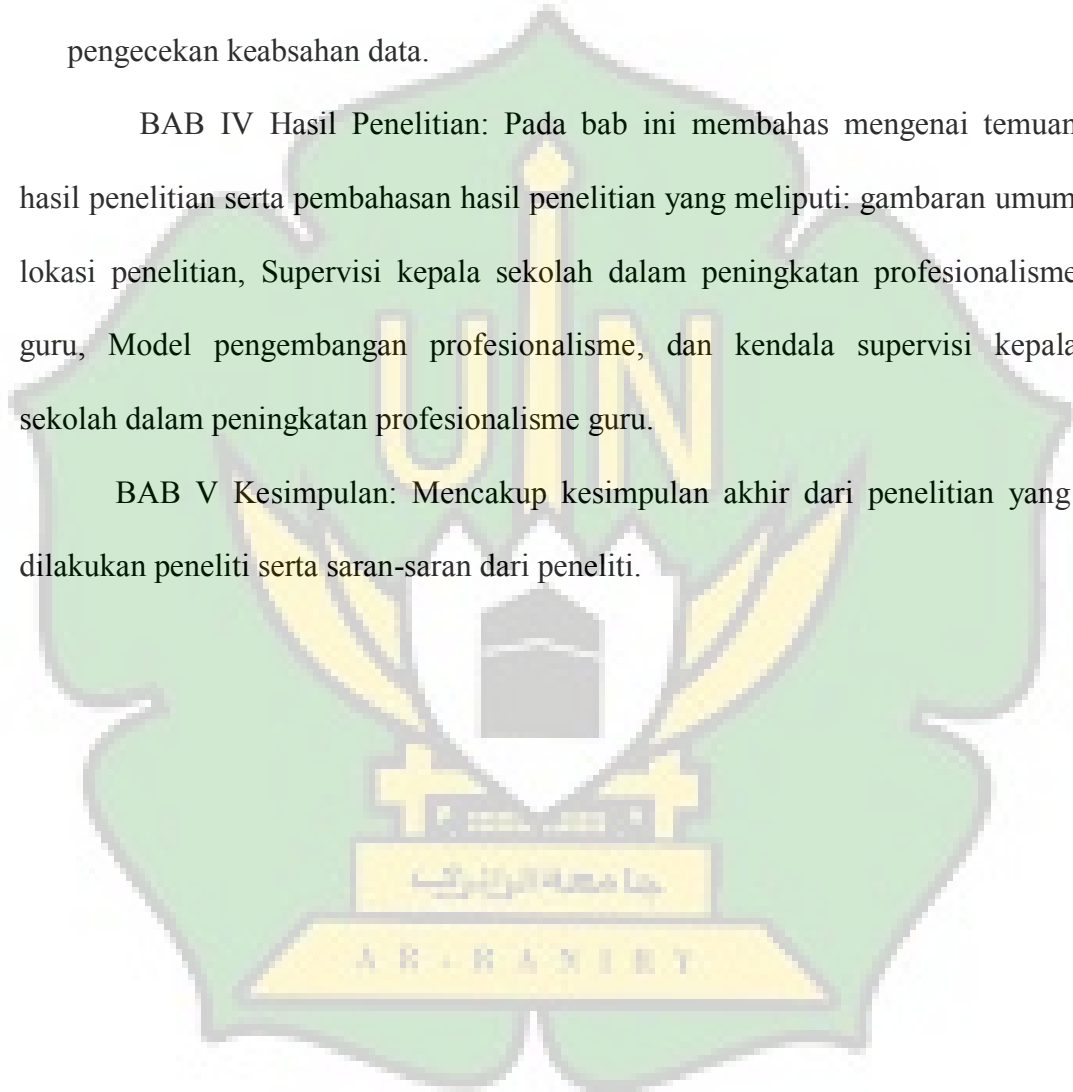 pengecekan keabsahan data.
BAB IV Hasil Penelitian: Pada bab ini membahas mengenai temuan
hasil penelitian serta pembahasan hasil penelitian yang meliputi: gambaran umum
lokasi penelitian, Supervisi kepala sekolah dalam peningkatan profesionalisme
guru, Model pengembangan profesionalisme, dan kendala supervisi kepala
sekolah dalam peningkatan profesionalisme guru.
BAB V Kesimpulan: Mencakup kesimpulan akhir dari penelitian yang
dilakukan peneliti serta saran-saran dari peneliti.
UIN
جامعة الرانيري
AR-RANIRY